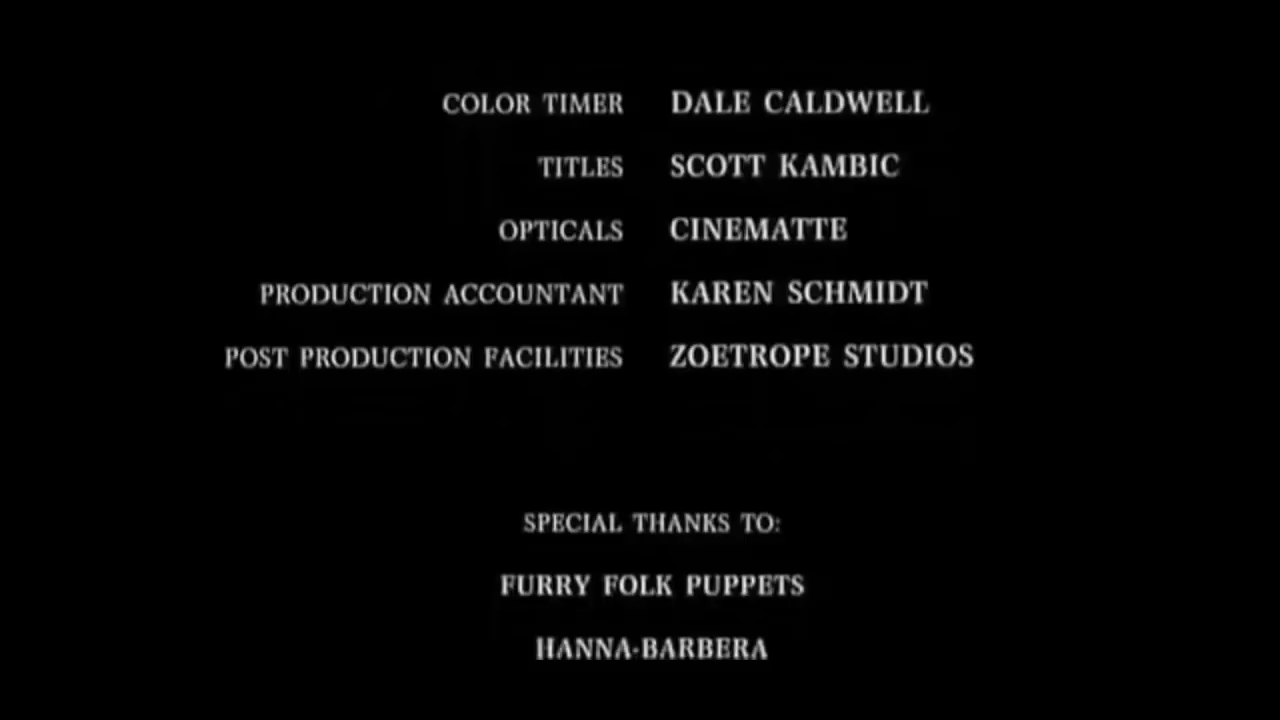 COLOR TIMER DALE CALDWELL
TITLES SCOTT KAMBIC
OPTICALS CINEMATTE
PRODUCTION ACCOUNTANT KAREN SCHMIDT
POST PRODUCTION FACILITIES ZOETROPE STUDIOS
SPECIAL THANKS TO:
FURRY FOLK PUPPETS
HANNA-BARBERA